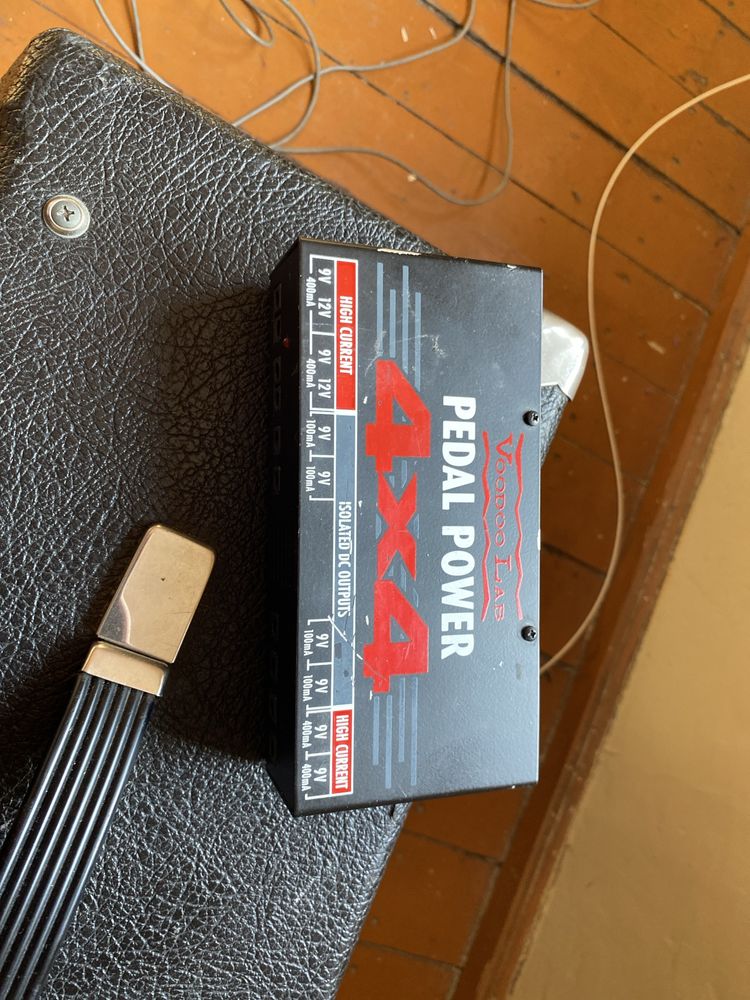 VOODOO LAB
PEDAL POWER
4x4
HIGH CURRENT ISOLATED DC OUTPUTS HIGH CURRENT
9V 12V 9V 12V 9V 9V 9V 9V 9V 9V
400mA 400mA 100mA 100mA 100mA 100mA 400mA 400mA